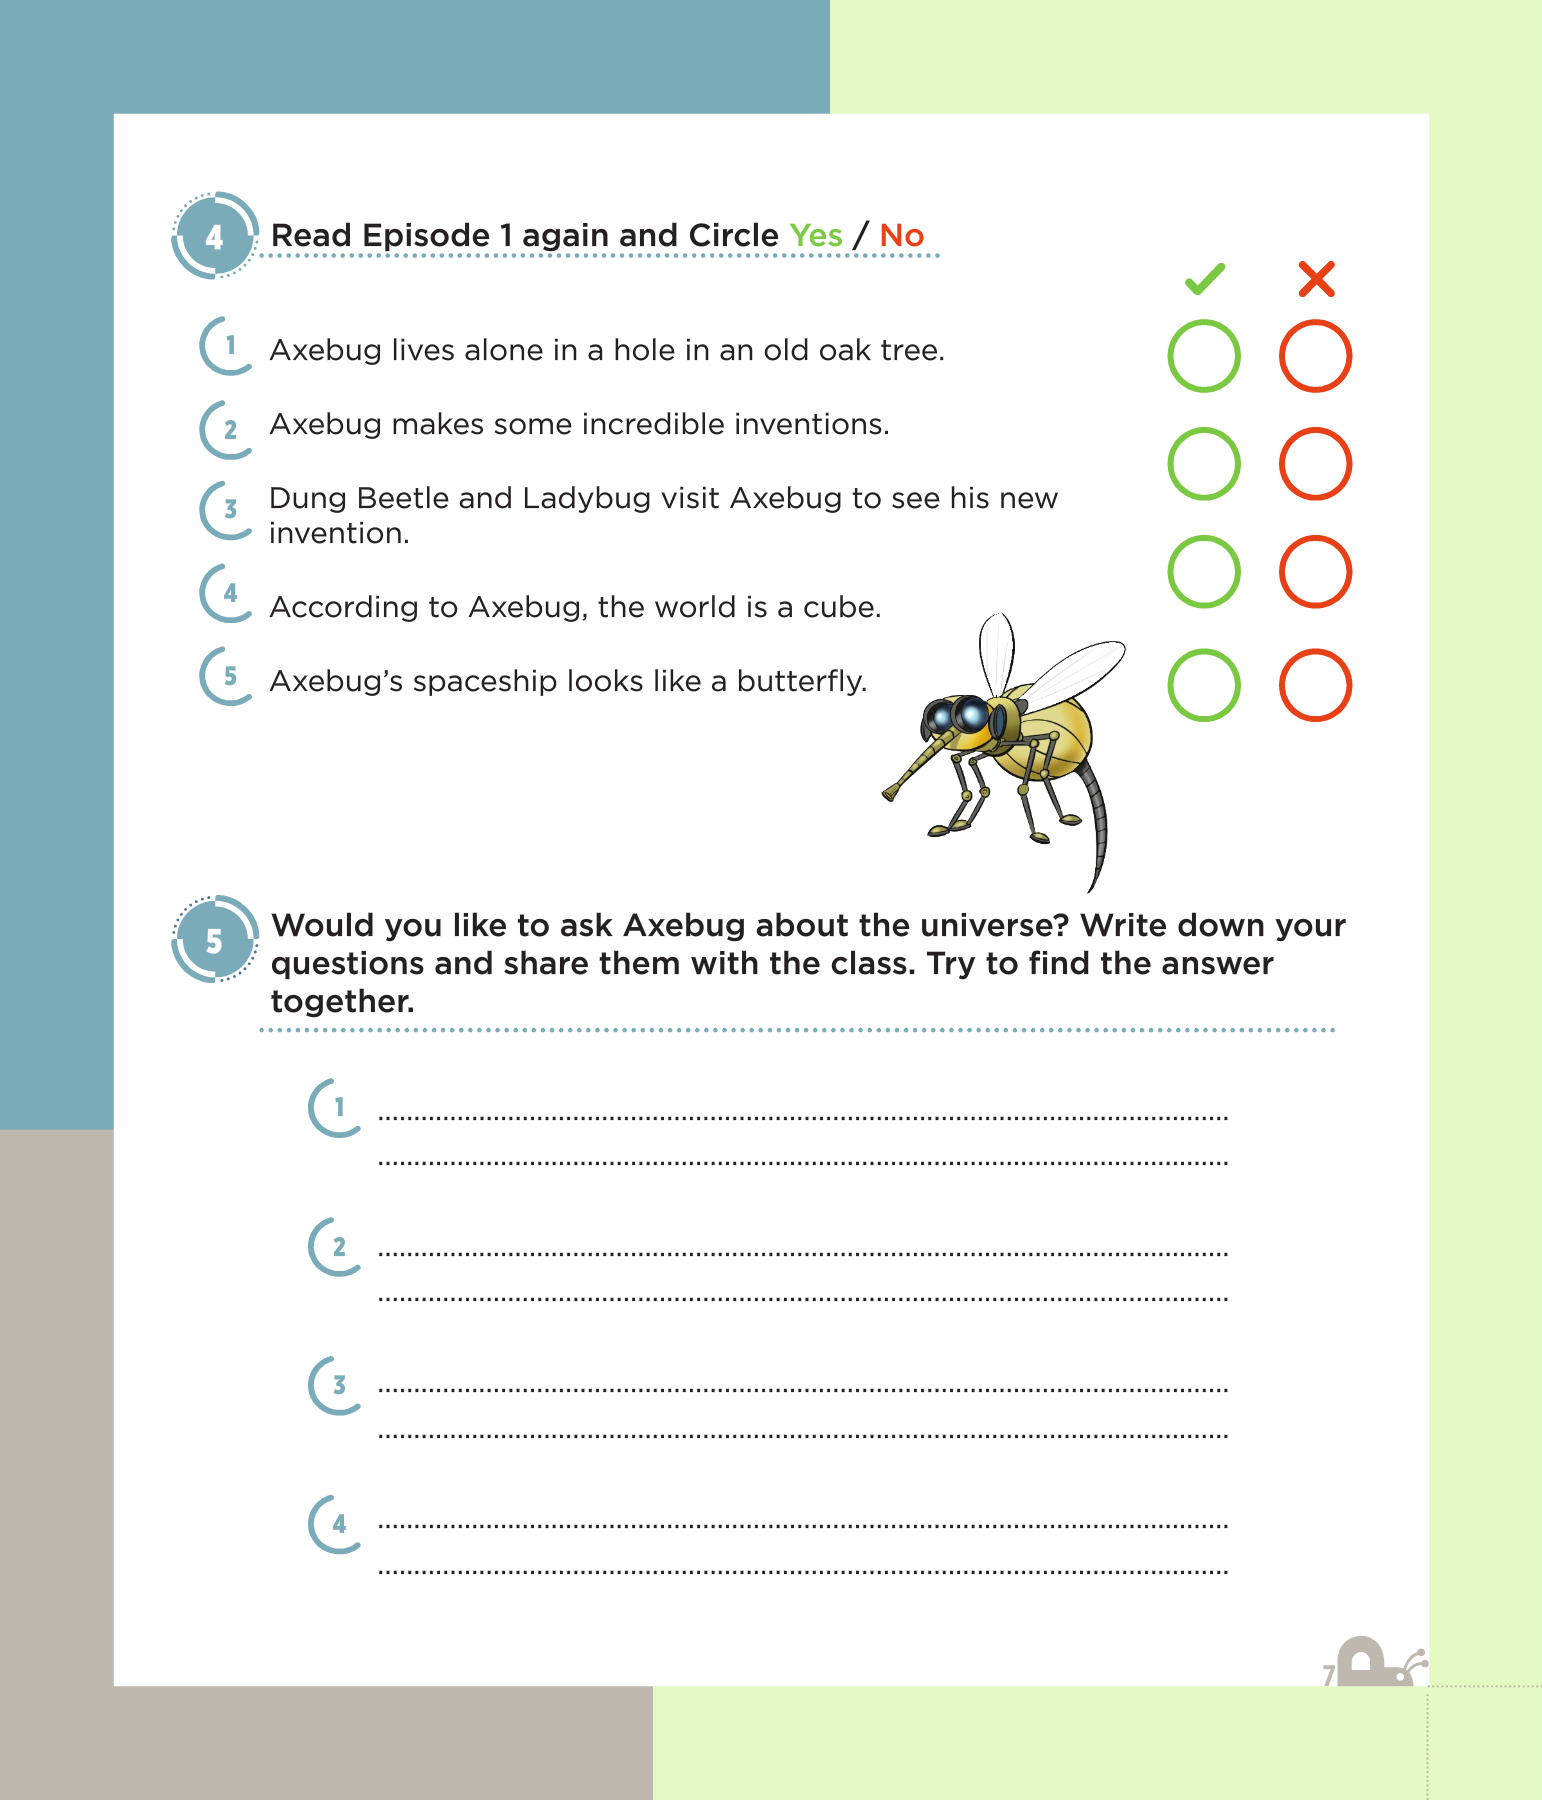 4
Read Episode 1 again and Circle Yes / No
1
Axebug lives alone in a hole in an old oak tree.
2
Axebug makes some incredible inventions.
3
Dung Beetle and Ladybug visit Axebug to see his new
invention.
4
According to Axebug, the world is a cube.
5
Axebug’s spaceship looks like a butterfly.
5
Would you like to ask Axebug about the universe? Write down your
questions and share them with the class. Try to find the answer
together.
1
2
3
4
7